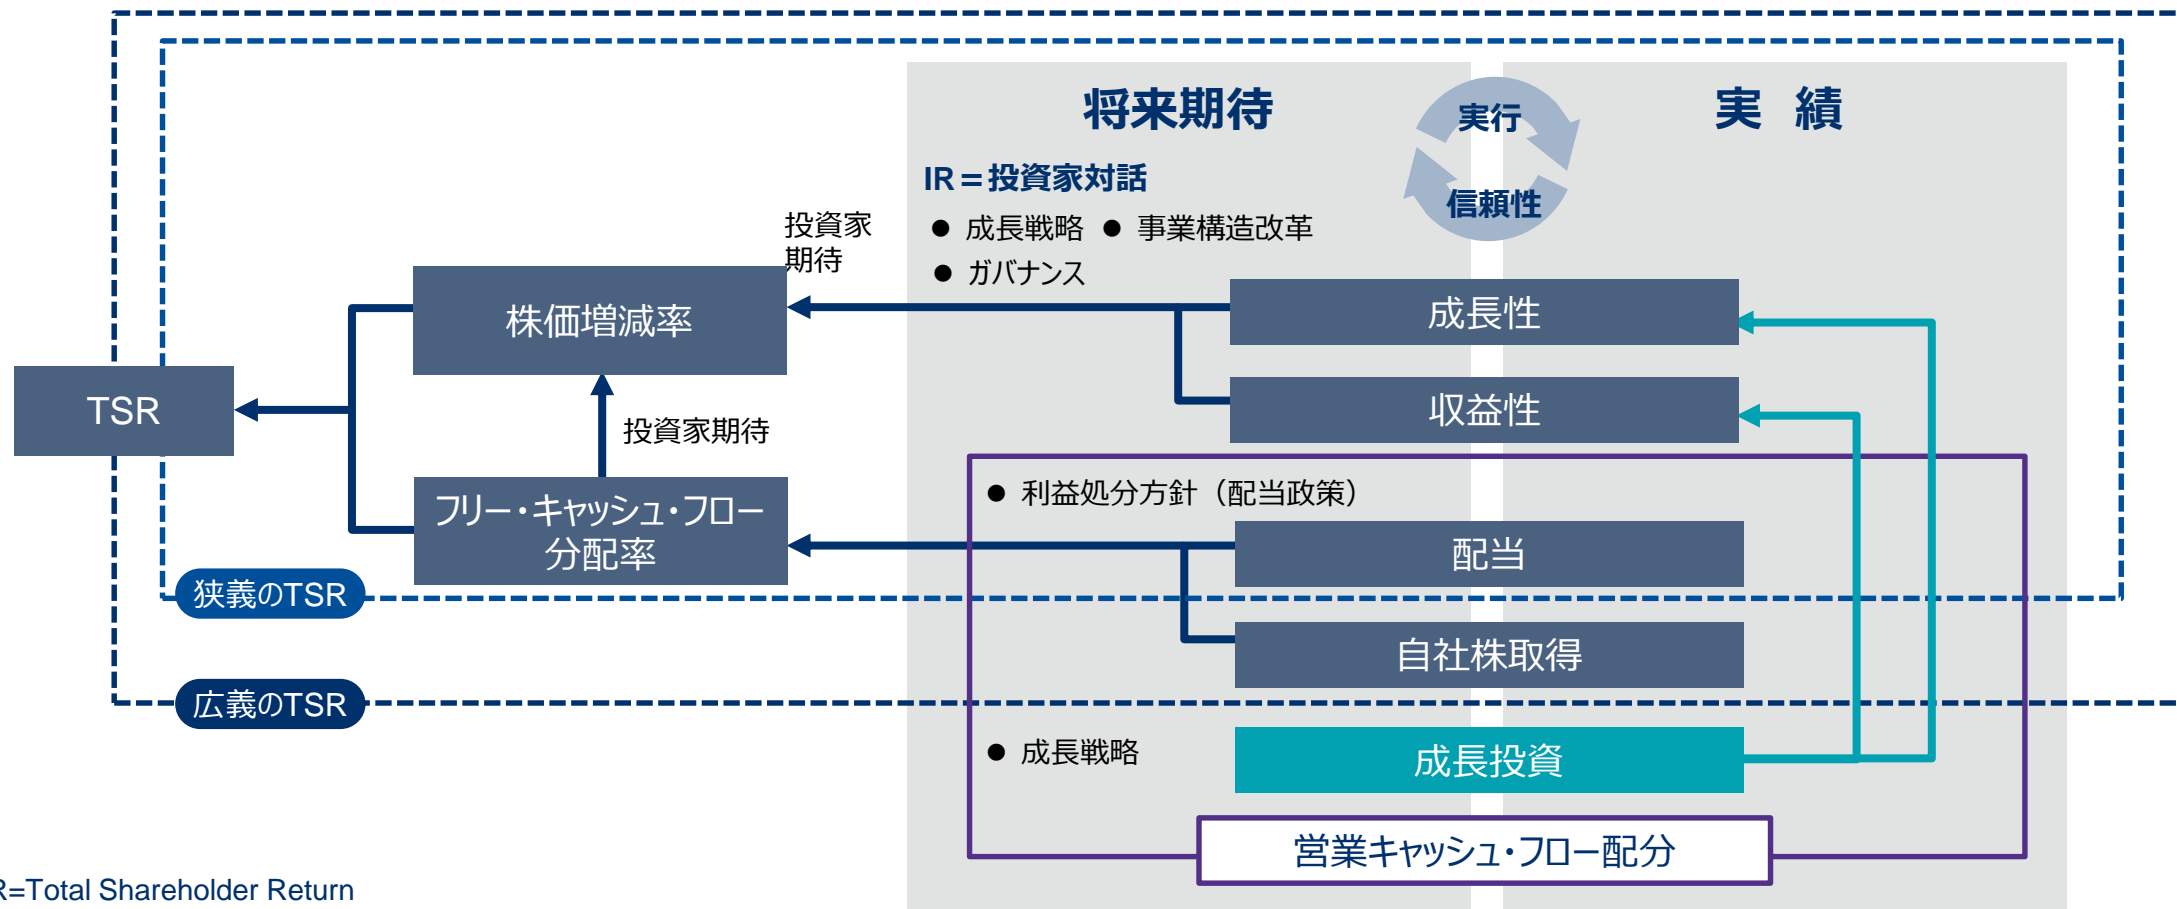 将来期待
実行
信頼性
実 績
IR＝投資家対話
● 成長戦略 ● 事業構造改革
● ガバナンス
投資家
期待
株価増減率
成長性
収益性
TSR
投資家期待
フリー・キャッシュ・フロー
分配率
● 利益処分方針（配当政策）
配当
狭義のTSR
自社株取得
広義のTSR
● 成長戦略
成長投資
営業キャッシュ・フロー配分
R=Total Shareholder Return